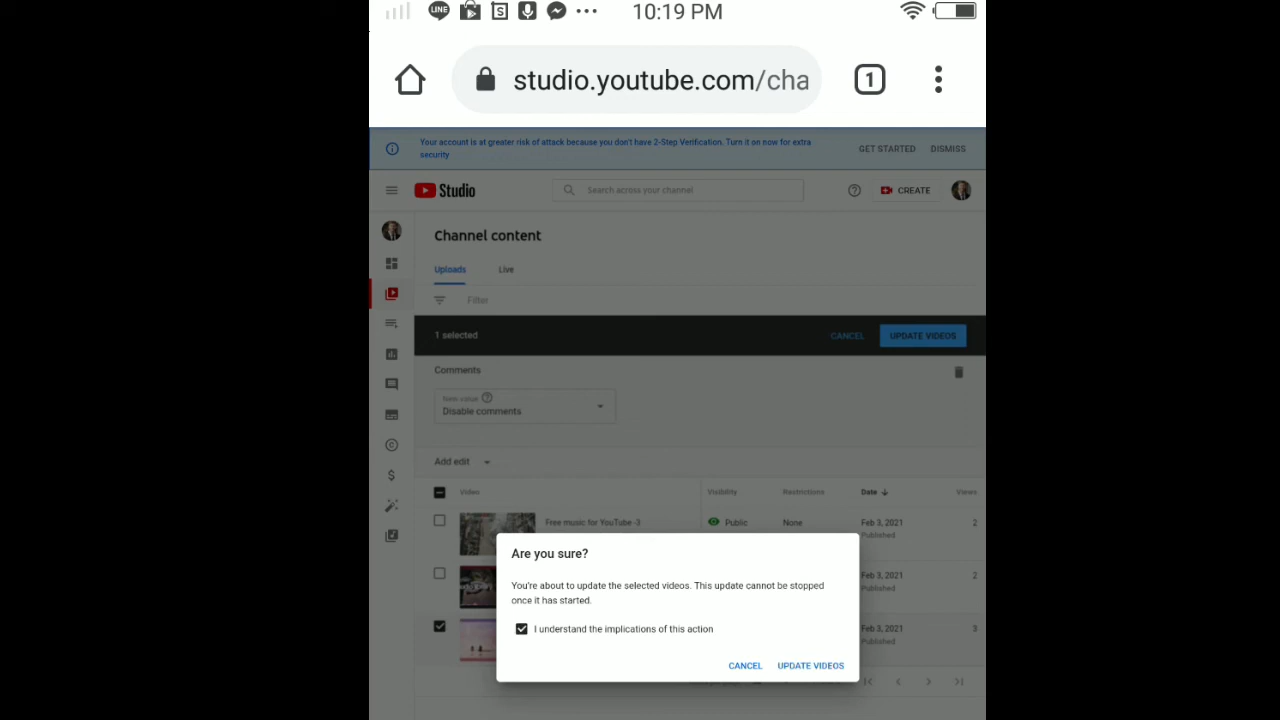 LINE S 10:19 PM
studio.youtube.com/cha 1
Your account is at greater risk of attack because you don't have 2-Step Verification. Turn it on now for extra
security
GET STARTED DISMISS
Studio Search across your channel CREATE
Channel content
Uploads Live
Filter
1 selected CANCEL UPDATE VIDEOS
Comments
New value
Disable comments
Add edit
Video Visibility Restrictions Date Views
Free music for YouTube -3 Public None Feb 3, 2021 2
Published
Feb 3, 2021 2
Published
Feb 3, 2021 3
Published
Are you sure?
You're about to update the selected videos. This update cannot be stopped
once it has started.
I understand the implications of this action
CANCEL UPDATE VIDEOS